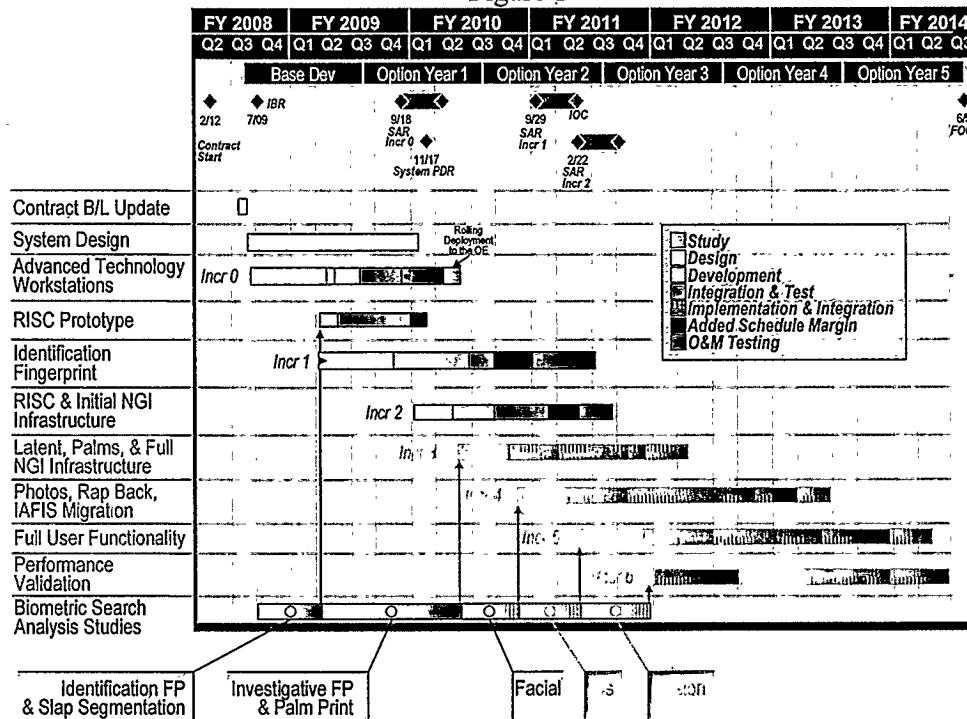 FY 2008 FY 2009 FY 2010 FY 2011 FY 2012 FY 2013 FY 2014
Q2 Q3 Q4 Q1 Q2 Q3 Q4 Q1 Q2 Q3 Q4 Q1 Q2 Q3 Q4 Q1 Q2 Q3 Q4 Q1 Q2 Q3 Q4 Q1 Q2 Q3
Base Dev Option Year 1 Option Year 2 Option Year 3 Option Year 4 Option Year 5
2/12
Contract
Start
IBR
7/09
9/18
SAR
Incr 0
11/17
System PDR
9/29
SAR
Incr 1
IOC
2/22
SAR
Incr 2
Contract B/L Update
System Design
Rolling
Deployment
to the OE
Advanced Technology
Workstations
Incr 0
RISC Prototype
Identification
Fingerprint
Incr 1
RISC & Initial NGI
Infrastructure
Incr 2
Latent, Palms, & Full
NGI Infrastructure
Photos, Rap Back,
IAFIS Migration
Full User Functionality
Performance
Validation
Biometric Search
Analysis Studies
Study
Design
Development
Integration & Test
Implementation & Integration
Added Schedule Margin
O&M Testing
Identification FP
& Slap Segmentation
Investigative FP
& Palm Print
Facial